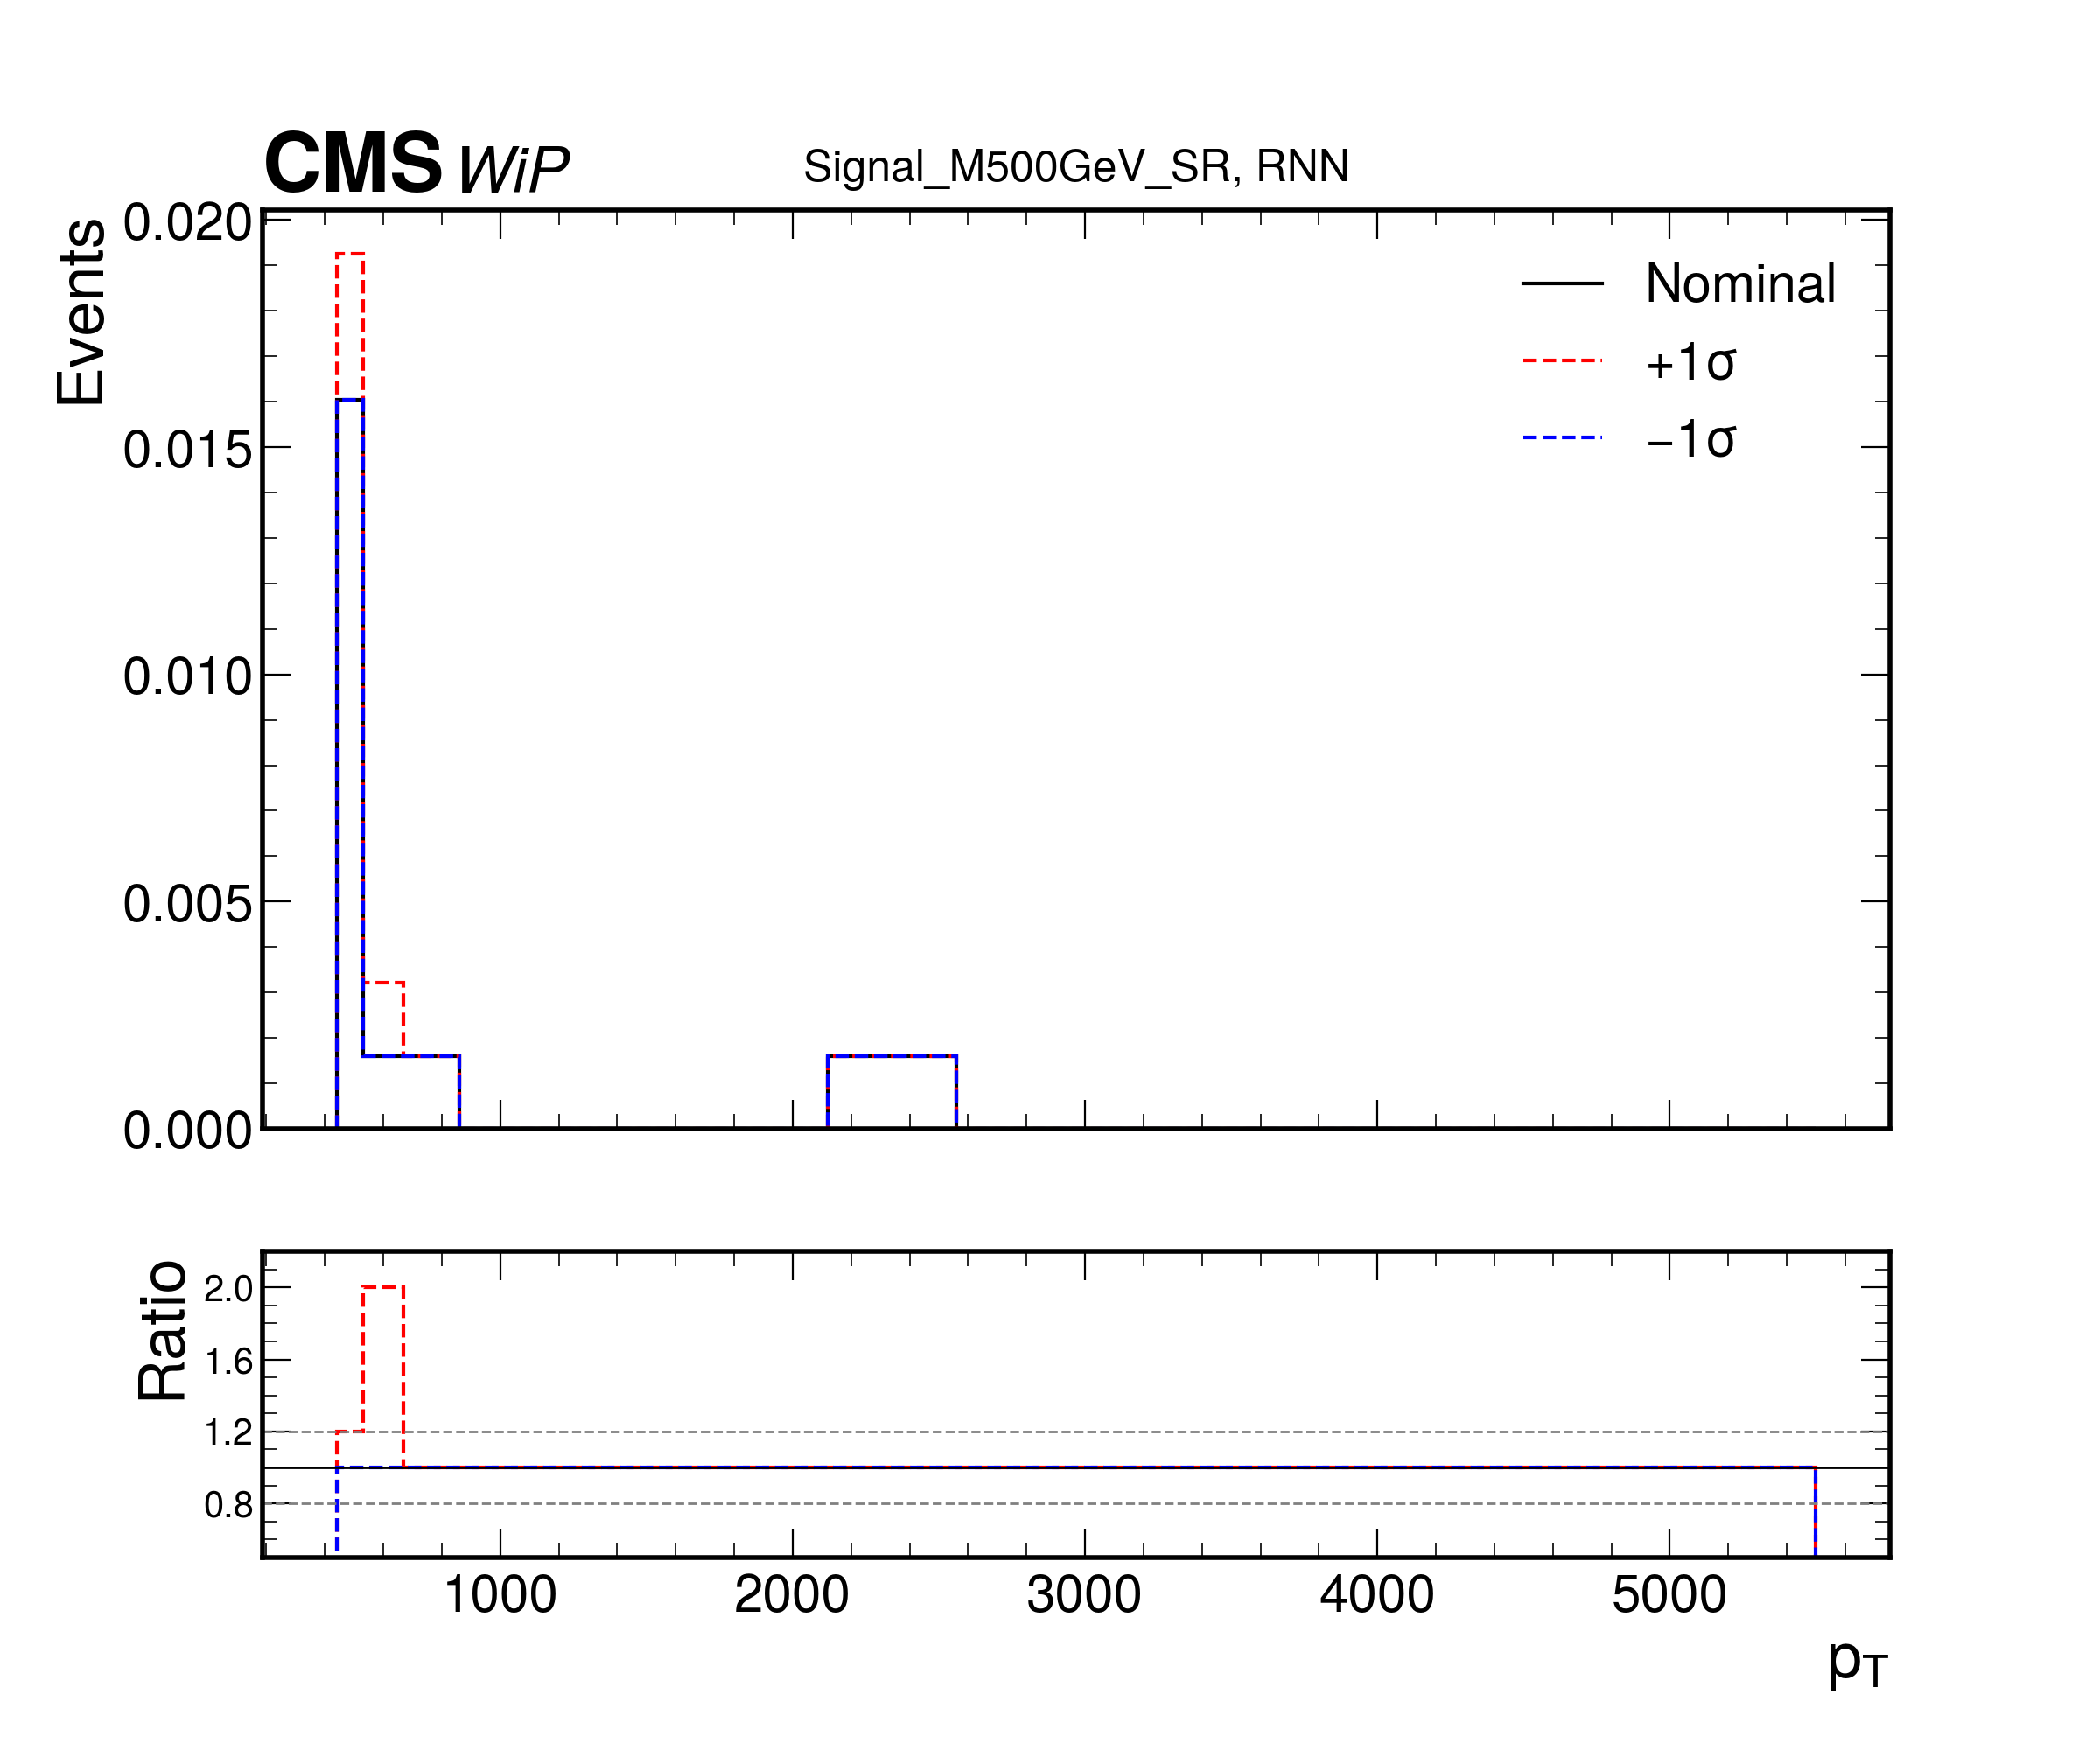 CMS WiP
Signal_M500GeV_SR, RNN
Events
0.020
0.015
0.010
0.005
0.000
Nominal
+1σ
−1σ
Ratio
2.0
1.6
1.2
0.8
1000 2000 3000 4000 5000
pT